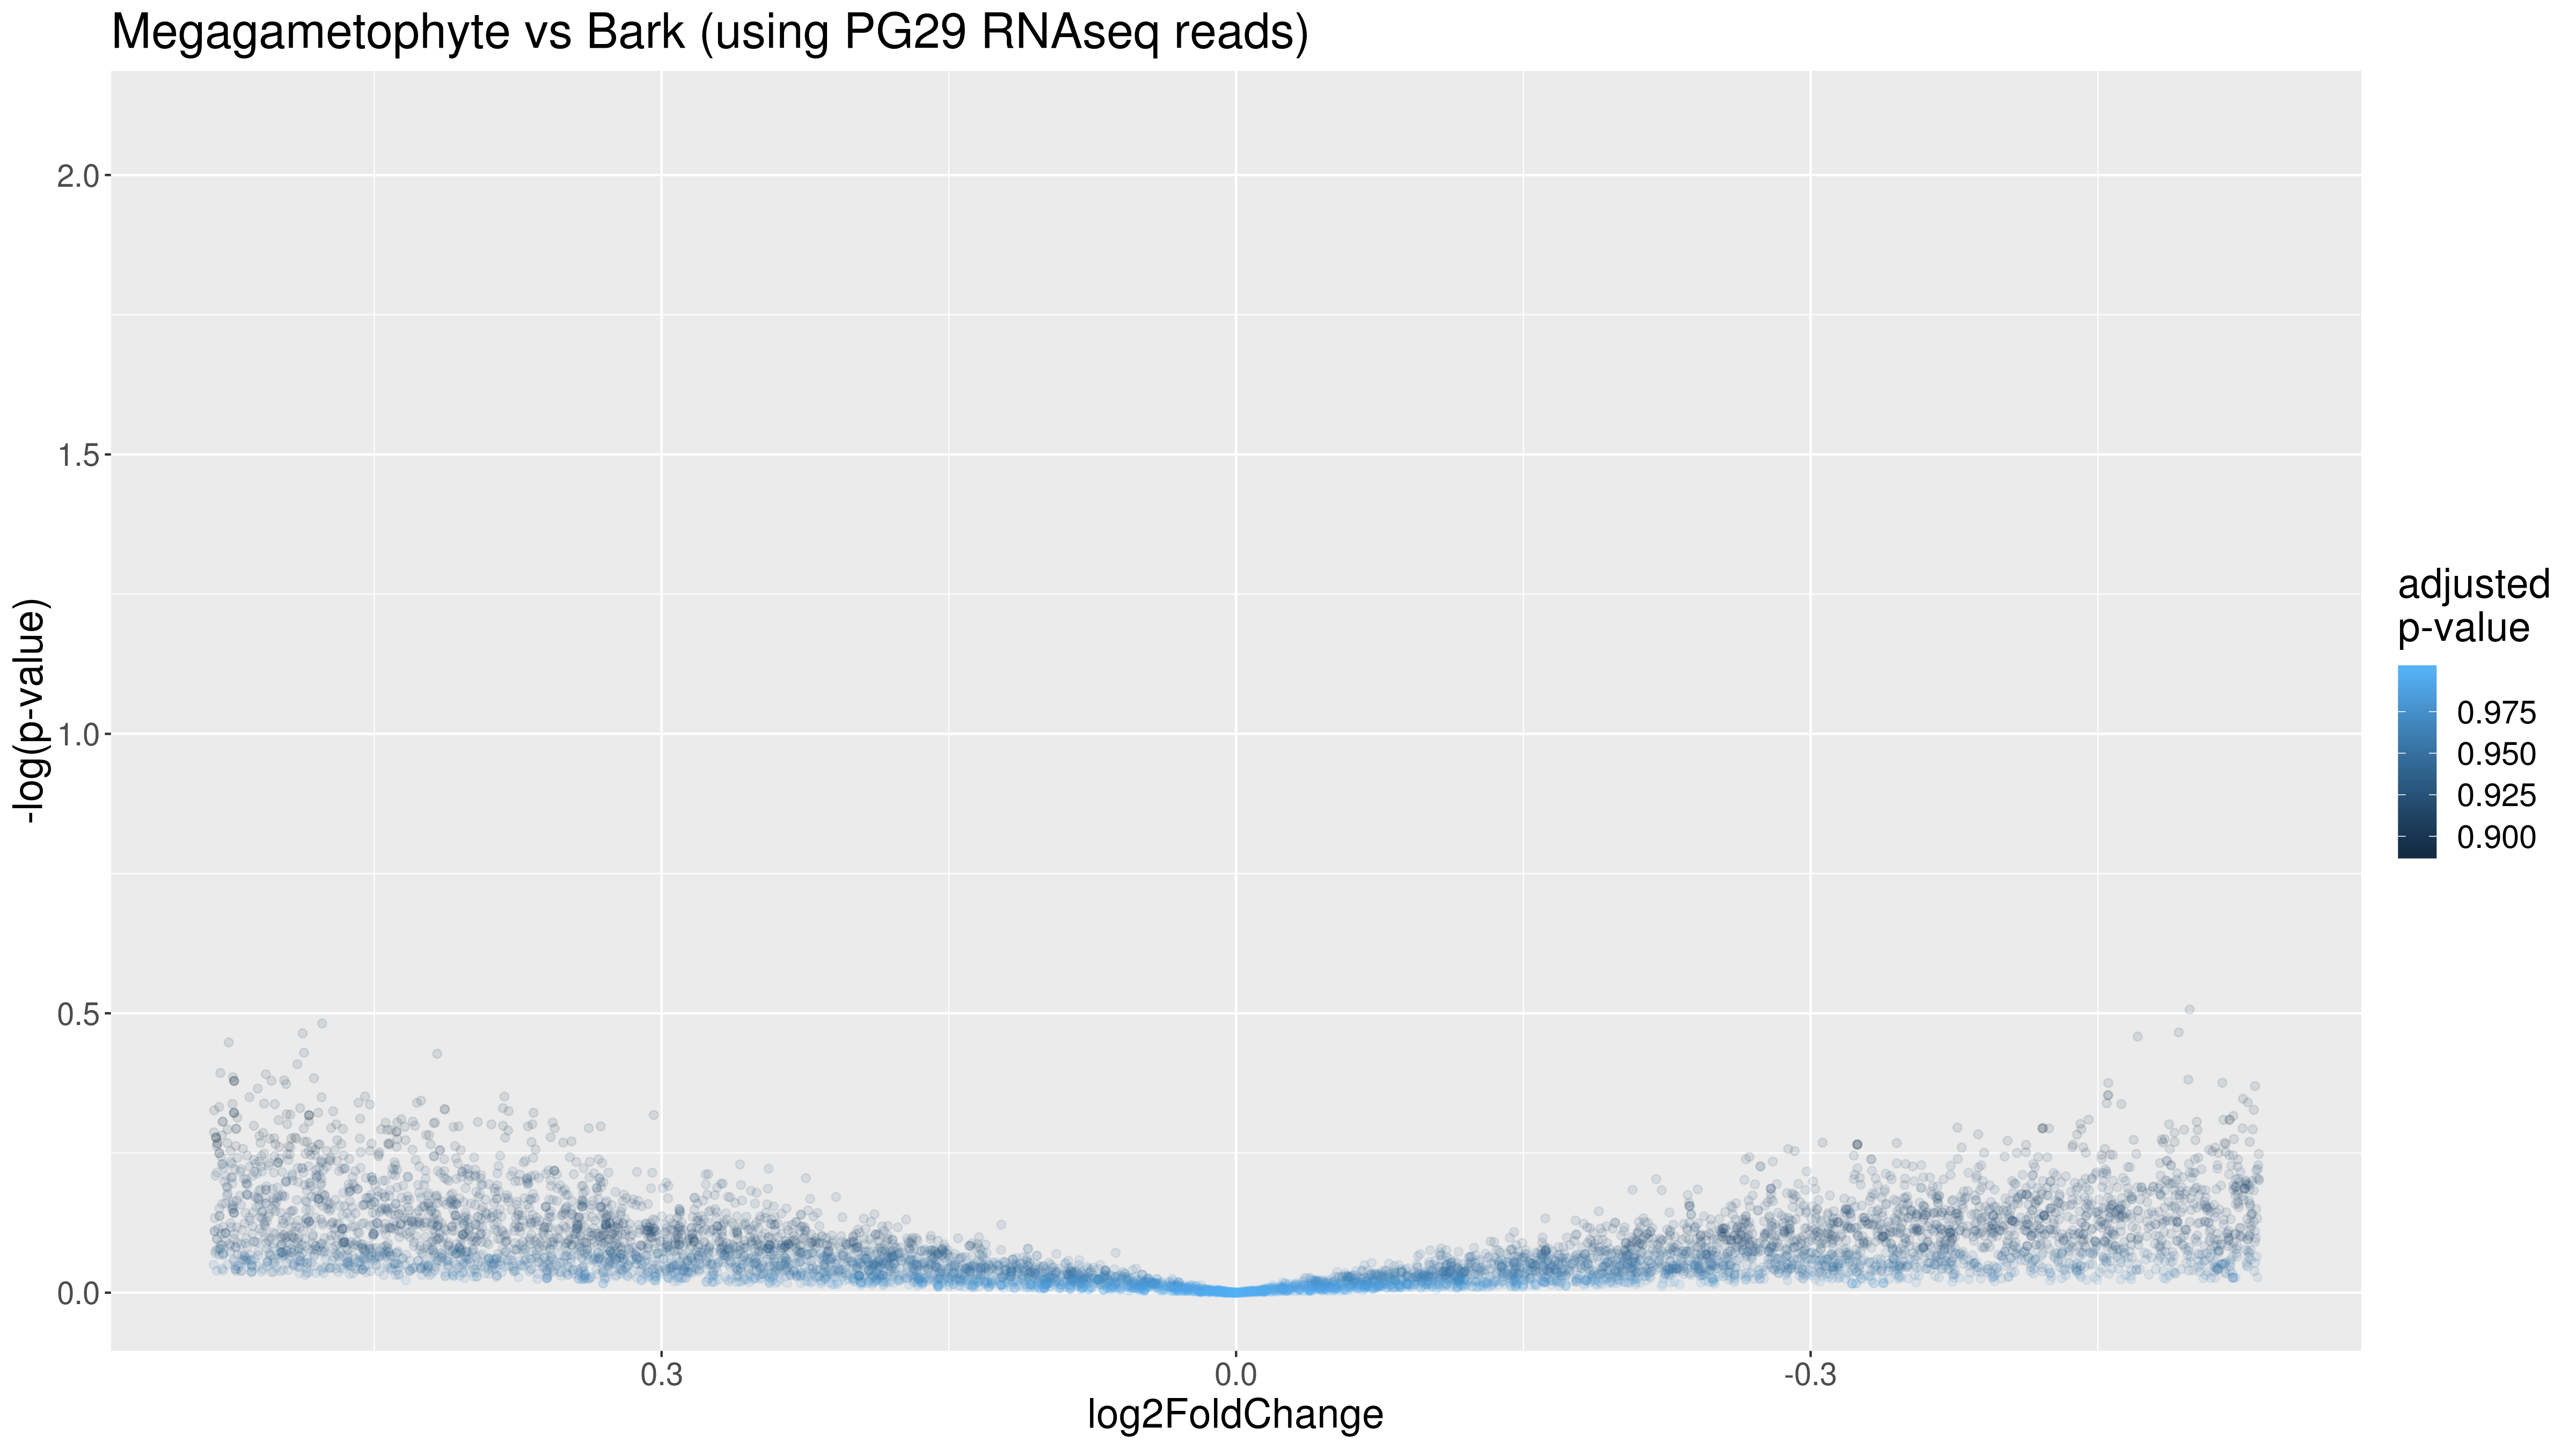 Megagametophyte vs Bark (using PG29 RNAseq reads)
-log(p-value)
2.0
1.5
1.0
0.5
0.0
0.3
0.0
-0.3
log2FoldChange
adjusted
p-value
0.975
0.950
0.925
0.900